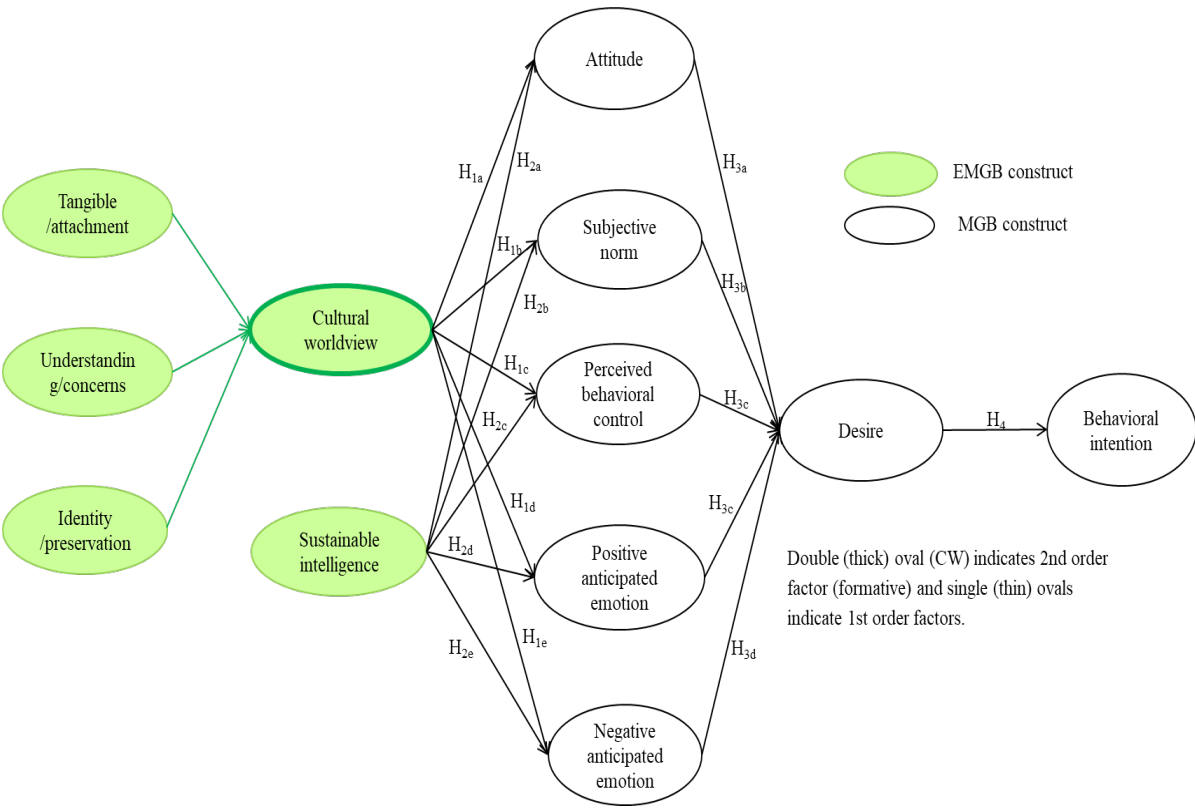 Attitude
H1a
H2a
H3a
EMGB construct
MGB construct
Tangible
/attachment
Subjective
norm
H1b
H2b
H3b
Cultural
worldview
Understandin
g/concerns
Perceived
behavioral
control
H1c
H2c
H3c
Desire
H4
Behavioral
intention
Identity
/preservation
Sustainable
intelligence
H1d
H2d
H3c
Positive
anticipated
emotion
Double (thick) oval (CW) indicates 2nd order
factor (formative) and single (thin) ovals
indicate 1st order factors.
H1e
H2e
H3d
Negative
anticipated
emotion